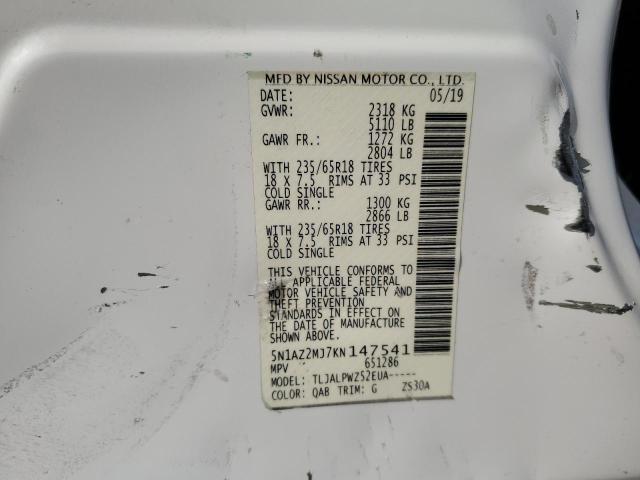 MFD BY NISSAN MOTOR CO., LTD.
DATE: 05/19
GVWR: 2318 KG
5110 LB
GAWR FR.: 1272 KG
2804 LB
WITH 235/65R18 TIRES
18 X 7.5 RIMS AT 33 PSI
COLD SINGLE
GAWR RR.: 1300 KG
2866 LB
WITH 235/65R18 TIRES
18 X 7.5 RIMS AT 33 PSI
COLD SINGLE
THIS VEHICLE CONFORMS TO
ALL APPLICABLE FEDERAL
MOTOR VEHICLE SAFETY AND
THEFT PREVENTION
STANDARDS IN EFFECT ON
THE DATE OF MANUFACTURE
SHOWN ABOVE.
5N1AZ2MJ7KN147541
MPV 651286
MODEL: TLJALPWZ52EUA-----
COLOR: QAB TRIM: G ZS30A